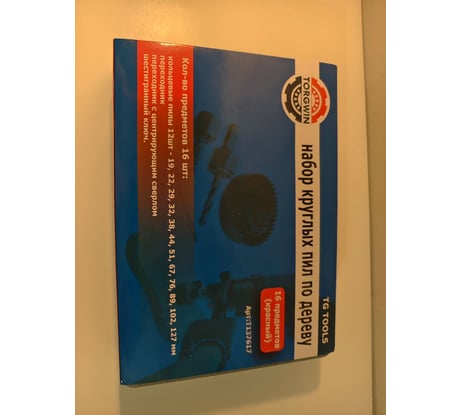 TG TOOLS
TORGWIN
набор круглых пил по дереву
16 предметов
(красный)
Арт:T137617
Кол-во предметов 16 шт:
кольцевые пилы 12шт - 19, 22, 29, 32, 38, 44, 51, 67, 76, 89, 102, 127 мм
переходник
переходник с центрирующим сверлом
шестигранный ключ.